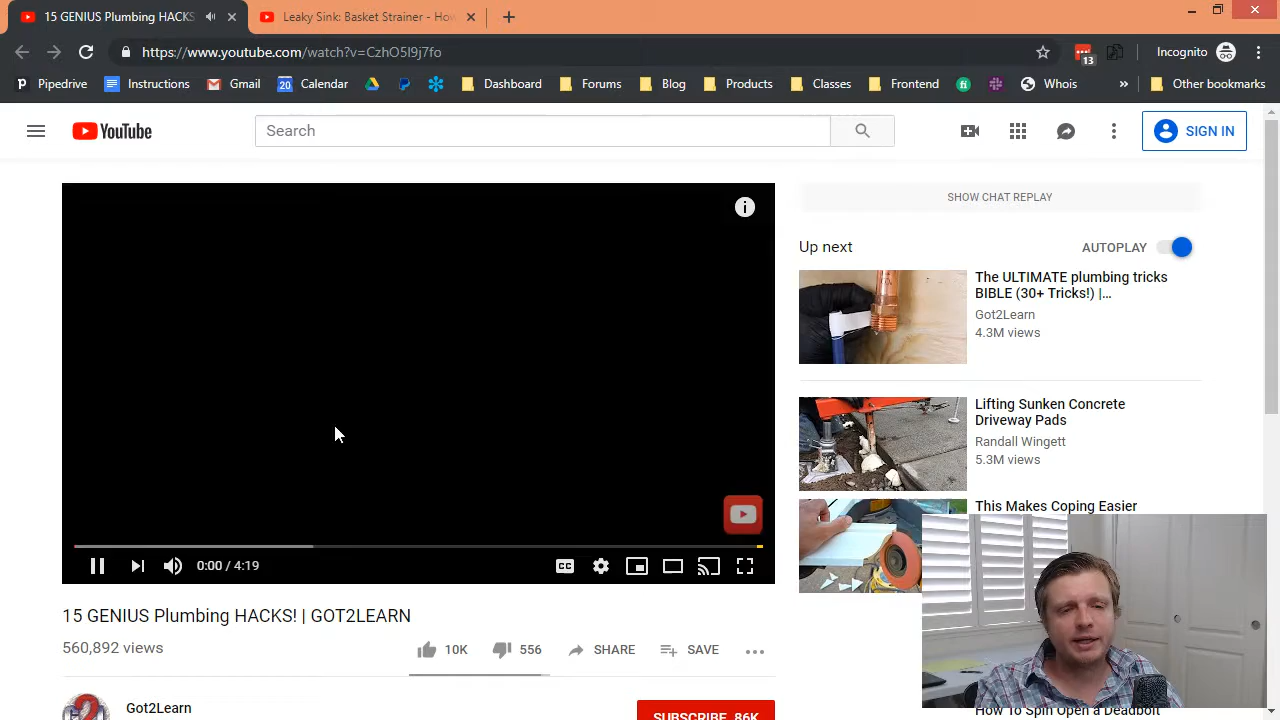 15 GENIUS Plumbing HACKS
Leaky Sink: Basket Strainer - How
https://www.youtube.com/watch?v=CzhO5I9j7fo
13
Incognito
Pipedrive
Instructions
Gmail
20
Calendar
Dashboard
Forums
Blog
Products
Classes
Frontend
fi
Whois
»
Other bookmarks
YouTube
Search
SIGN IN
SHOW CHAT REPLAY
Up next
AUTOPLAY
The ULTIMATE plumbing tricks
BIBLE (30+ Tricks!) |...
Got2Learn
4.3M views
Lifting Sunken Concrete
Driveway Pads
Randall Wingett
5.3M views
This Makes Coping Easier
How To Spin Open a Deadbolt
i
CC
0:00 / 4:19
15 GENIUS Plumbing HACKS! | GOT2LEARN
560,892 views
10K
556
SHARE
SAVE
Got2Learn
SUBSCRIBE 86K